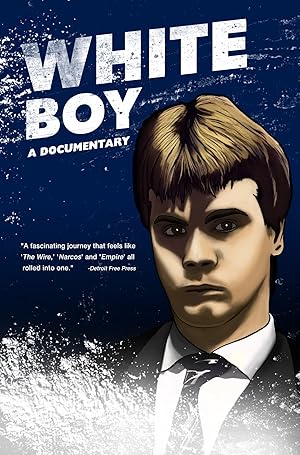 WHITE
BOY
A DOCUMENTARY
"A fascinating journey that feels like
'The Wire,' 'Narcos' and 'Empire' all
rolled into one." -Detroit Free Press